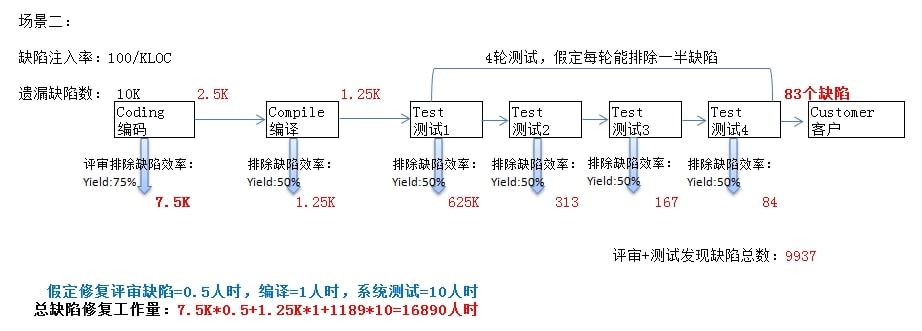 场景二：
缺陷注入率：100/KLOC
4轮测试，假定每轮能排除一半缺陷
遗漏缺陷数： 10K 2.5K 1.25K 83个缺陷
Coding Compile Test Test Test Test Customer
编码 编译 测试1 测试2 测试3 测试4 客户
评审排除缺陷效率： 排除缺陷效率： 排除缺陷效率： 排除缺陷效率： 排除缺陷效率： 排除缺陷效率：
Yield:75% Yield:50% Yield:50% Yield:50% Yield:50% Yield:50%
7.5K 1.25K 625K 313 167 84
评审+测试发现缺陷总数：9937
假定修复评审缺陷=0.5人时，编译=1人时，系统测试=10人时
总缺陷修复工作量：7.5K*0.5+1.25K*1+1189*10=16890人时